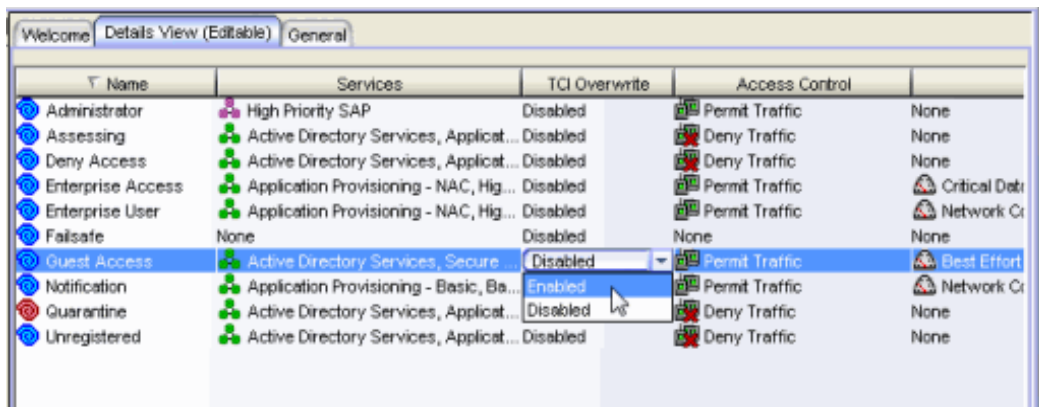 Welcome Details View (Editable) General
Name Services TCI Overwrite Access Control
Administrator High Priority SAP Disabled Permit Traffic None
Assessing Active Directory Services, Applicat... Disabled Deny Traffic None
Deny Access Active Directory Services, Applicat... Disabled Deny Traffic None
Enterprise Access Application Provisioning - NAC, Hig... Disabled Permit Traffic Critical Data
Enterprise User Application Provisioning - NAC, Hig... Disabled Permit Traffic Network Co
Failsafe None Disabled None None
Guest Access Active Directory Services, Secure ... Disabled Permit Traffic Best Effort
Notification Application Provisioning - Basic, Ba... Enabled Permit Traffic Network Co
Quarantine Active Directory Services, Applicat... Disabled Deny Traffic None
Unregistered Active Directory Services, Applicat... Disabled Deny Traffic None